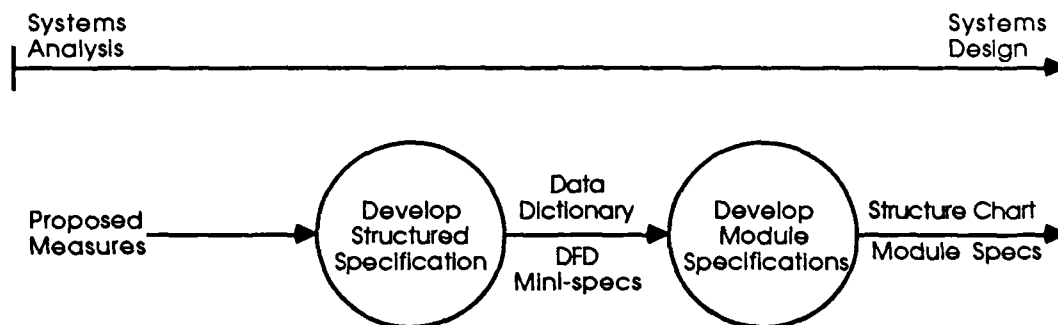 Systems
Analysis
Systems
Design
Proposed
Measures
Develop
Structured
Specification
Data
Dictionary
DFD
Mini-specs
Develop
Module
Specifications
Structure Chart
Module Specs